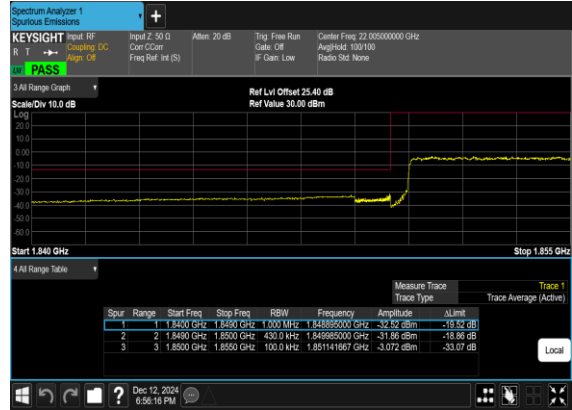 Spectrum Analyzer 1
Spurious Emissions
+
KEYSIGHT Input: RF Input Z: 50 Ω Atten: 20 dB Trig: Free Run Center Freq: 22.005000000 GHz
R T Coupling: DC Corr CCorr Gate: Off Avg|Hold: 100/100
Align: Off Freq Ref: Int (S) IF Gain: Low Radio Std: None
PASS
3 All Range Graph
Ref Lvl Offset 25.40 dB
Scale/Div 10.0 dB Ref Value 30.00 dBm
Log
20.0
10.0
0.00
-10.0
-20.0
-30.0
-40.0
-50.0
-60.0
Start 1.840 GHz Stop 1.855 GHz
4 All Range Table
Measure Trace Trace 1
Trace Type Trace Average (Active)
Spur Range Start Freq Stop Freq RBW Frequency Amplitude ΔLimit
1 1 1.8400 GHz 1.8490 GHz 1.000 MHz 1.848895000 GHz -32.52 dBm -19.52 dB
2 2 1.8490 GHz 1.8500 GHz 430.0 kHz 1.849985000 GHz -31.86 dBm -18.86 dB
3 3 1.8500 GHz 1.8550 GHz 100.0 kHz 1.851141667 GHz -3.072 dBm -33.07 dB
Local
? Dec 12, 2024
6:56:16 PM